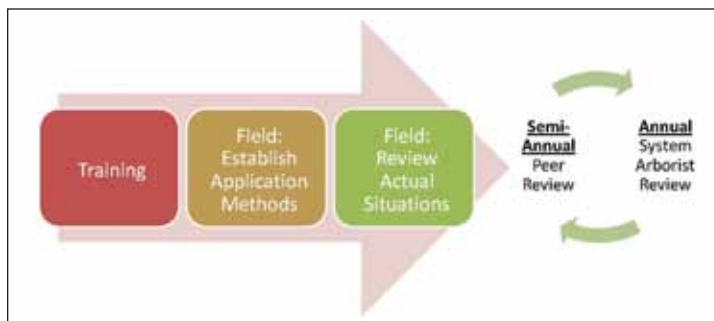 Training
Field:
Establish
Application
Methods
Field:
Review
Actual
Situations
Semi-
Annual
Peer
Review
Annual
System
Arborist
Review